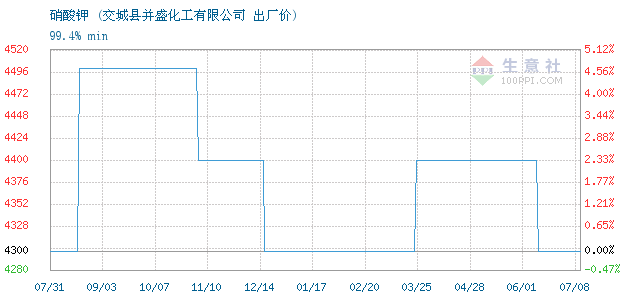 硝酸钾 (交城县并盛化工有限公司 出厂价)
99.4% min
4520 5.12%
4496 4.56%
4472 4.00%
4448 3.44%
4424 2.88%
4400 2.33%
4376 1.77%
4352 1.21%
4328 0.65%
4300 0.00%
4280 -0.47%
生意社
100PPI.COM
07/31 09/03 10/07 11/10 12/14 01/17 02/20 03/25 04/28 06/01 07/08